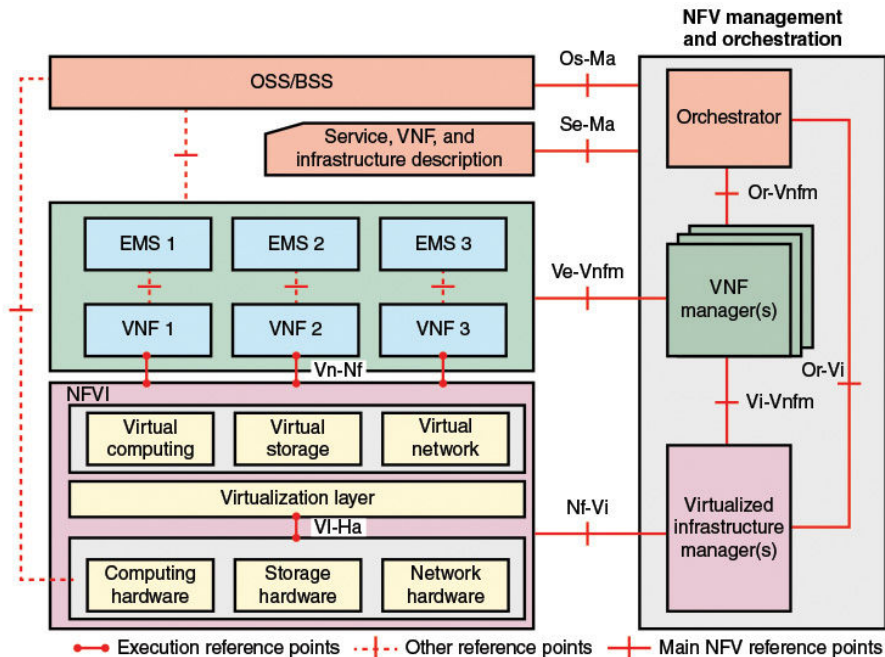 NFV management
and orchestration
Os-Ma
OSS/BSS
Orchestrator
Se-Ma
Service, VNF, and
infrastructure description
Or-Vnfm
EMS 1
EMS 2
EMS 3
Ve-Vnfm
VNF
manager(s)
VNF 1
VNF 2
VNF 3
Vn-Nf
Or-Vi
NFVI
Vi-Vnfm
Virtual
computing
Virtual
storage
Virtual
network
Virtualization layer
Nf-Vi
Virtualized
infrastructure
manager(s)
VI-Ha
Computing
hardware
Storage
hardware
Network
hardware
Execution reference points
Other reference points
Main NFV reference points